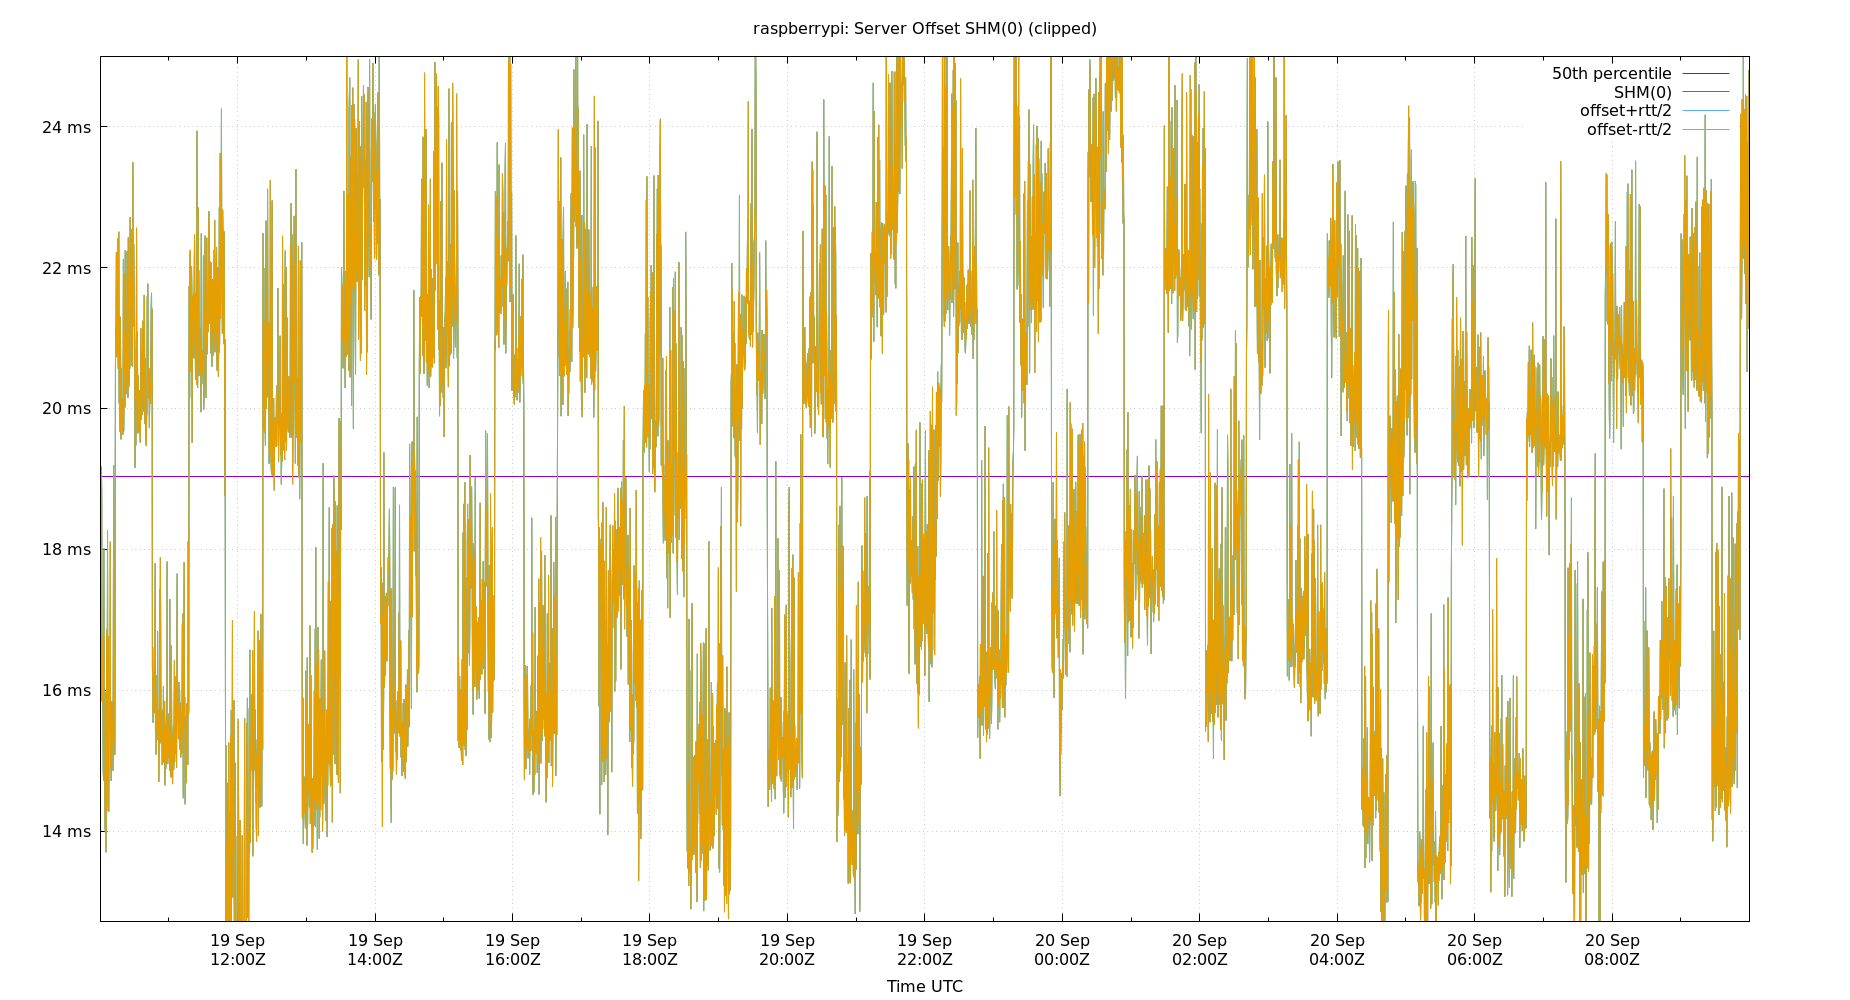 raspberrypi: Server Offset SHM(0) (clipped)
50th percentile
SHM(0)
offset+rtt/2
offset-rtt/2
24 ms
22 ms
20 ms
18 ms
16 ms
14 ms
19 Sep 19 Sep 19 Sep 19 Sep 19 Sep 19 Sep 20 Sep 20 Sep 20 Sep 20 Sep 20 Sep
12:00Z 14:00Z 16:00Z 18:00Z 20:00Z 22:00Z 00:00Z 02:00Z 04:00Z 06:00Z 08:00Z
Time UTC